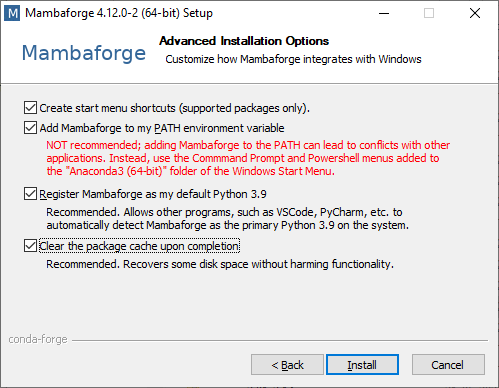 M Mambaforge 4.12.0-2 (64-bit) Setup
M Mambaforge
Advanced Installation Options
Customize how Mambaforge integrates with Windows
Create start menu shortcuts (supported packages only).
Add Mambaforge to my PATH environment variable
NOT recommended; adding Mambaforge to the PATH can lead to conflicts with other
applications. Instead, use the Commmand Prompt and Powershell menus added to
the "Anaconda3 (64-bit)" folder of the Windows Start Menu.
Register Mambaforge as my default Python 3.9
Recommended. Allows other programs, such as VSCode, PyCharm, etc. to
automatically detect Mambaforge as the primary Python 3.9 on the system.
Clear the package cache upon completion
Recommended. Recovers some disk space without harming functionality.
conda-forge
< Back
Install
Cancel